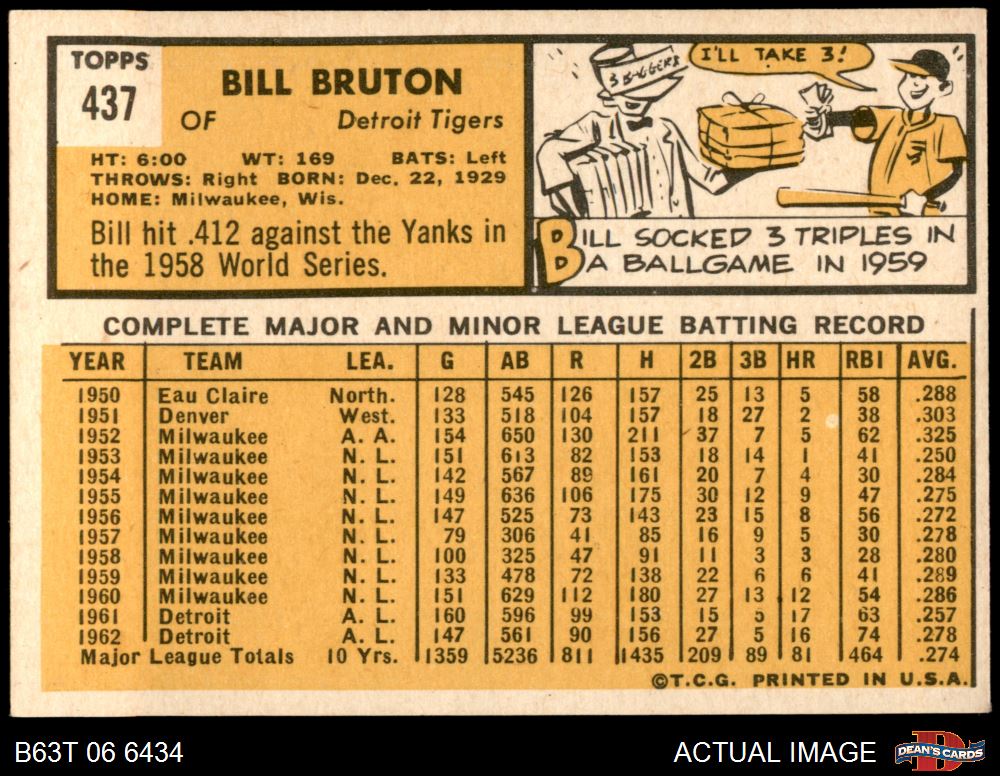 TOPPS
437
BILL BRUTON
OF Detroit Tigers
HT: 6:00 WT: 169 BATS: Left
THROWS: Right BORN: Dec. 22, 1929
HOME: Milwaukee, Wis.
Bill hit .412 against the Yanks in
the 1958 World Series.
3 BAGGERS
I'LL TAKE 3!
BILL SOCKED 3 TRIPLES IN
A BALLGAME IN 1959
COMPLETE MAJOR AND MINOR LEAGUE BATTING RECORD
YEAR TEAM LEA. G AB R H 2B 3B HR RBI AVG.
1950 Eau Claire North. 128 545 126 157 25 13 5 58 .288
1951 Denver West. 133 518 104 157 18 27 2 38 .303
1952 Milwaukee A. A. 154 650 130 211 37 7 5 62 .325
1953 Milwaukee N. L. 151 613 82 153 18 14 1 41 .250
1954 Milwaukee N. L. 142 567 89 161 20 7 4 30 .284
1955 Milwaukee N. L. 149 636 106 175 30 12 9 47 .275
1956 Milwaukee N. L. 147 525 73 143 23 15 8 56 .272
1957 Milwaukee N. L. 79 306 41 85 16 9 5 30 .278
1958 Milwaukee N. L. 100 325 47 91 11 3 3 28 .280
1959 Milwaukee N. L. 133 478 72 138 22 6 6 41 .289
1960 Milwaukee N. L. 151 629 112 180 27 13 12 54 .286
1961 Detroit A. L. 160 596 99 153 15 5 17 63 .257
1962 Detroit A. L. 147 561 90 156 27 5 16 74 .278
Major League Totals 10 Yrs. 1359 5236 811 1435 209 89 81 464 .274
©T.C.G. PRINTED IN U.S.A.
B63T 06 6434 ACTUAL IMAGE
D
DEAN'S CARDS